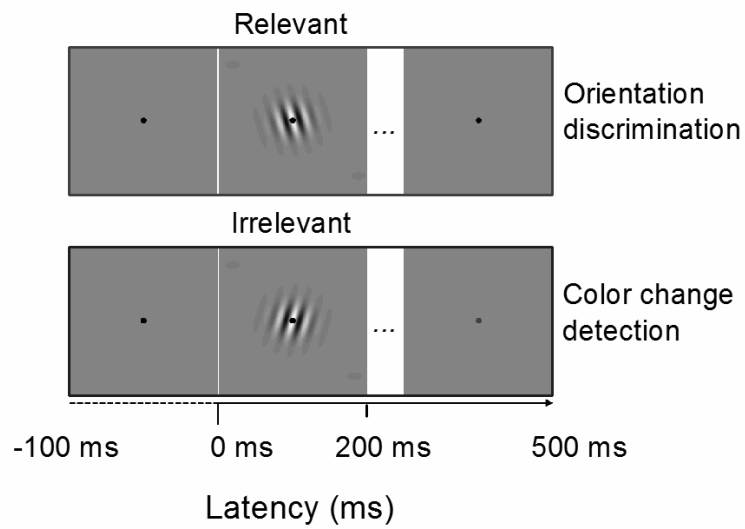 Relevant
Orientation
discrimination
...
Irrelevant
Color change
detection
...
-100 ms 0 ms 200 ms 500 ms
Latency (ms)